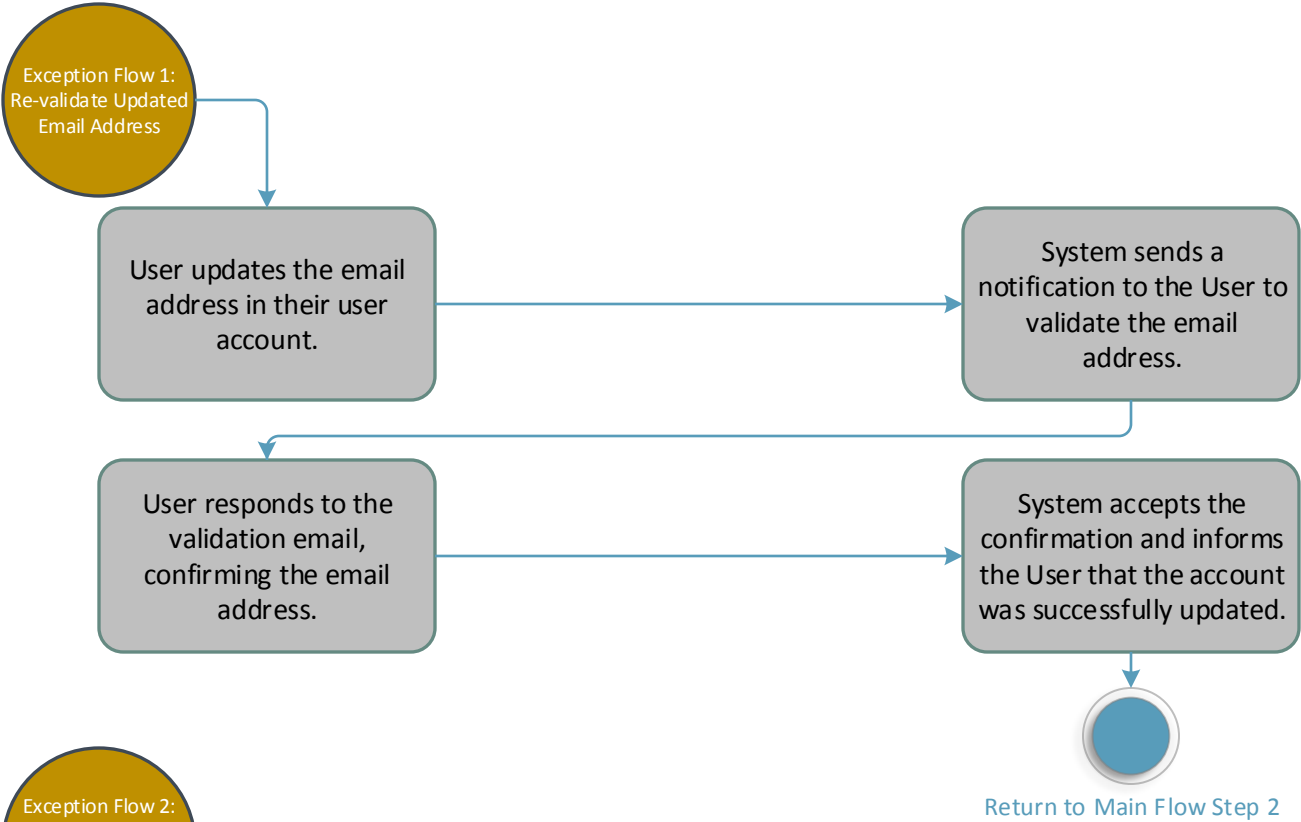 Exception Flow 1:
Re-validate Updated
Email Address
User updates the email
address in their user
account.
System sends a
notification to the User to
validate the email
address.
User responds to the
validation email,
confirming the email
address.
System accepts the
confirmation and informs
the User that the account
was successfully updated.
Exception Flow 2:
Return to Main Flow Step 2